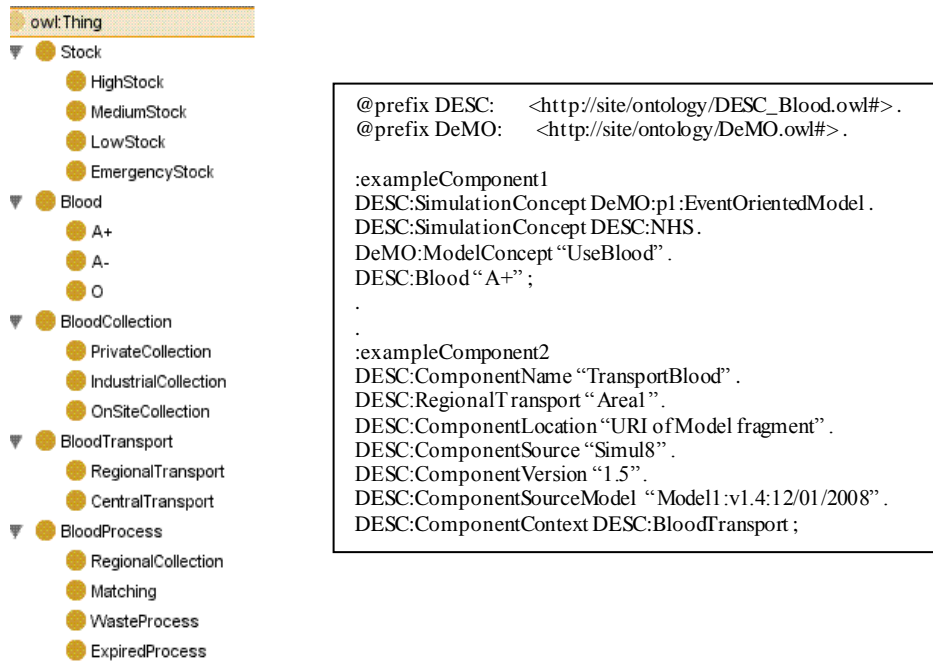 owl:Thing
Stock
HighStock
MediumStock
LowStock
EmergencyStock
Blood
A+
A-
O
BloodCollection
PrivateCollection
IndustrialCollection
OnSiteCollection
BloodTransport
RegionalTransport
CentralTransport
BloodProcess
RegionalCollection
Matching
WasteProcess
ExpiredProcess
@prefix DESC: <http://site/ontology/DESC_Blood.owl#> .
@prefix DeMO: <http://site/ontology/DeMO.owl#> .
:exampleComponent1
DESC:SimulationConcept DeMO:p1:EventOrientedModel .
DESC:SimulationConcept DESC:NHS .
DeMO:ModelConcept “UseBlood” .
DESC:Blood “A+” ;
.
.
:exampleComponent2
DESC:ComponentName “TransportBlood” .
DESC:RegionalTransport “Area1” .
DESC:ComponentLocation “URI of Model fragment” .
DESC:ComponentSource “Simul8” .
DESC:ComponentVersion “1.5” .
DESC:ComponentSourceModel “Model1:v1.4:12/01/2008” .
DESC:ComponentContext DESC:BloodTransport ;